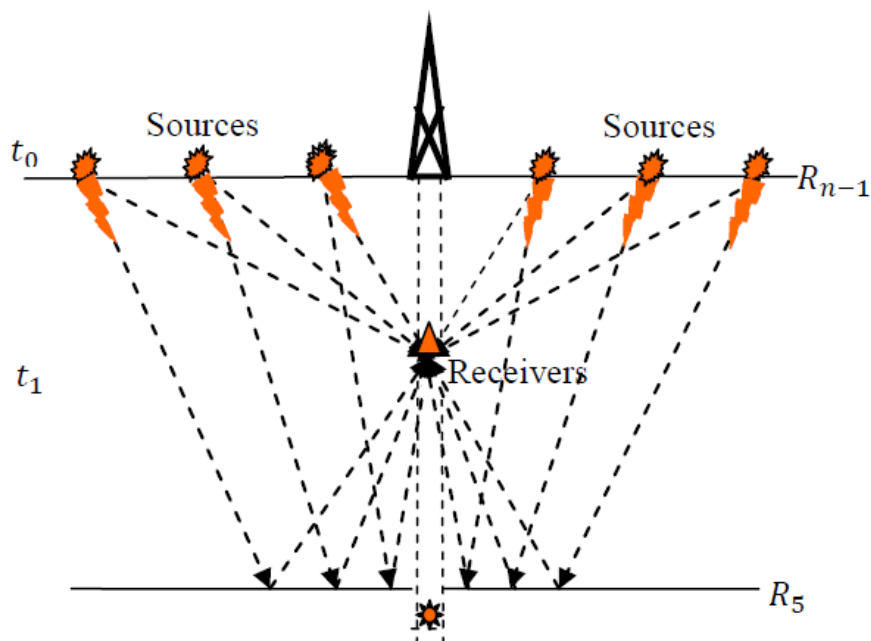 Sources
Sources
t₀
Rₙ₋₁
t₁
Receivers
R₅